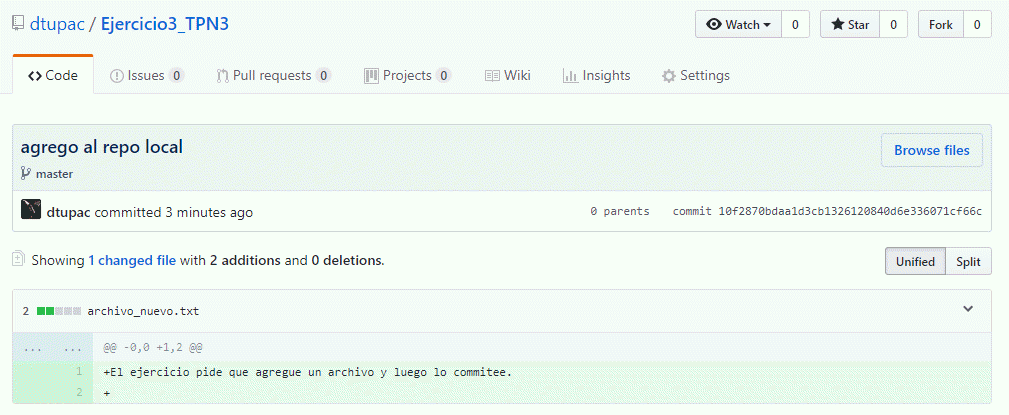 dtupac / Ejercicio3_TPN3 Watch 0 Star 0 Fork 0
Code Issues 0 Pull requests 0 Projects 0 Wiki Insights Settings
agrego al repo local
Browse files
master
dtupac committed 3 minutes ago 0 parents commit 10f2870bdaa1d3cb1326120840d6e336071cf66c
Showing 1 changed file with 2 additions and 0 deletions. Unified Split
2 archivo_nuevo.txt
... ... @@ -0,0 +1,2 @@
1 +El ejercicio pide que agregue un archivo y luego lo commitee.
2 +